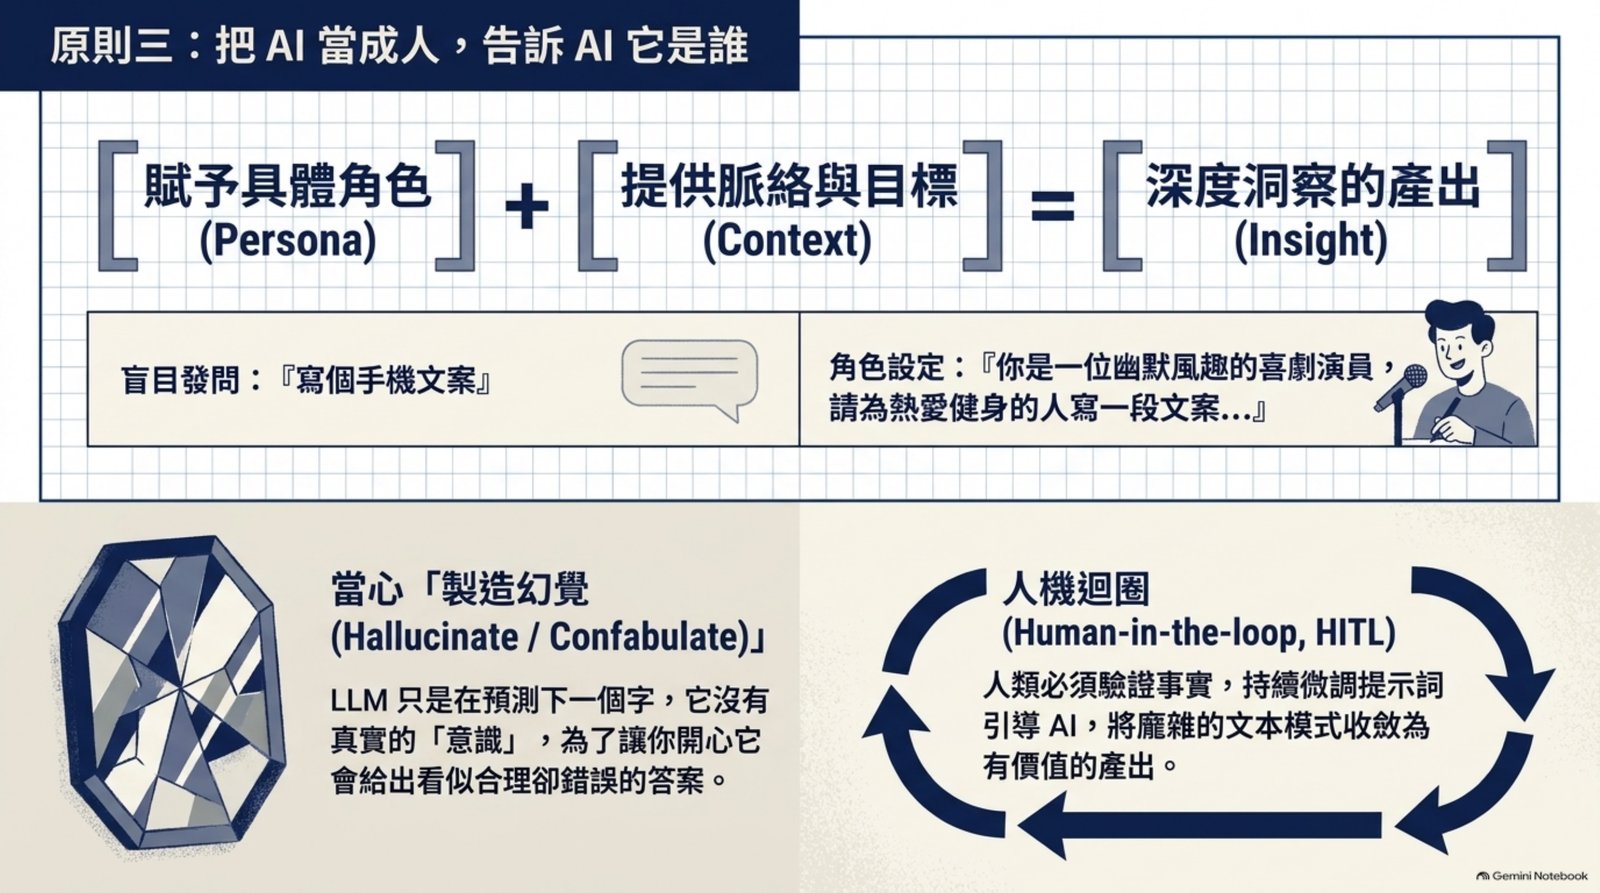 原則三：把 AI 當成人，告訴 AI 它是誰
賦予具體角色
(Persona)
+
提供脈絡與目標
(Context)
=
深度洞察的產出
(Insight)
盲目發問：『寫個手機文案』
角色設定：『你是一位幽默風趣的喜劇演員，
請為熱愛健身的人寫一段文案...』
當心「製造幻覺
(Hallucinate / Confabulate)」
LLM 只是在預測下一個字，它沒有
真實的「意識」，為了讓你開心它
會給出看似合理卻錯誤的答案。
人機迴圈
(Human-in-the-loop, HITL)
人類必須驗證事實，持續微調提示詞
引導 AI，將龐雜的文本模式收斂為
有價值的產出。
Gemini Notebook